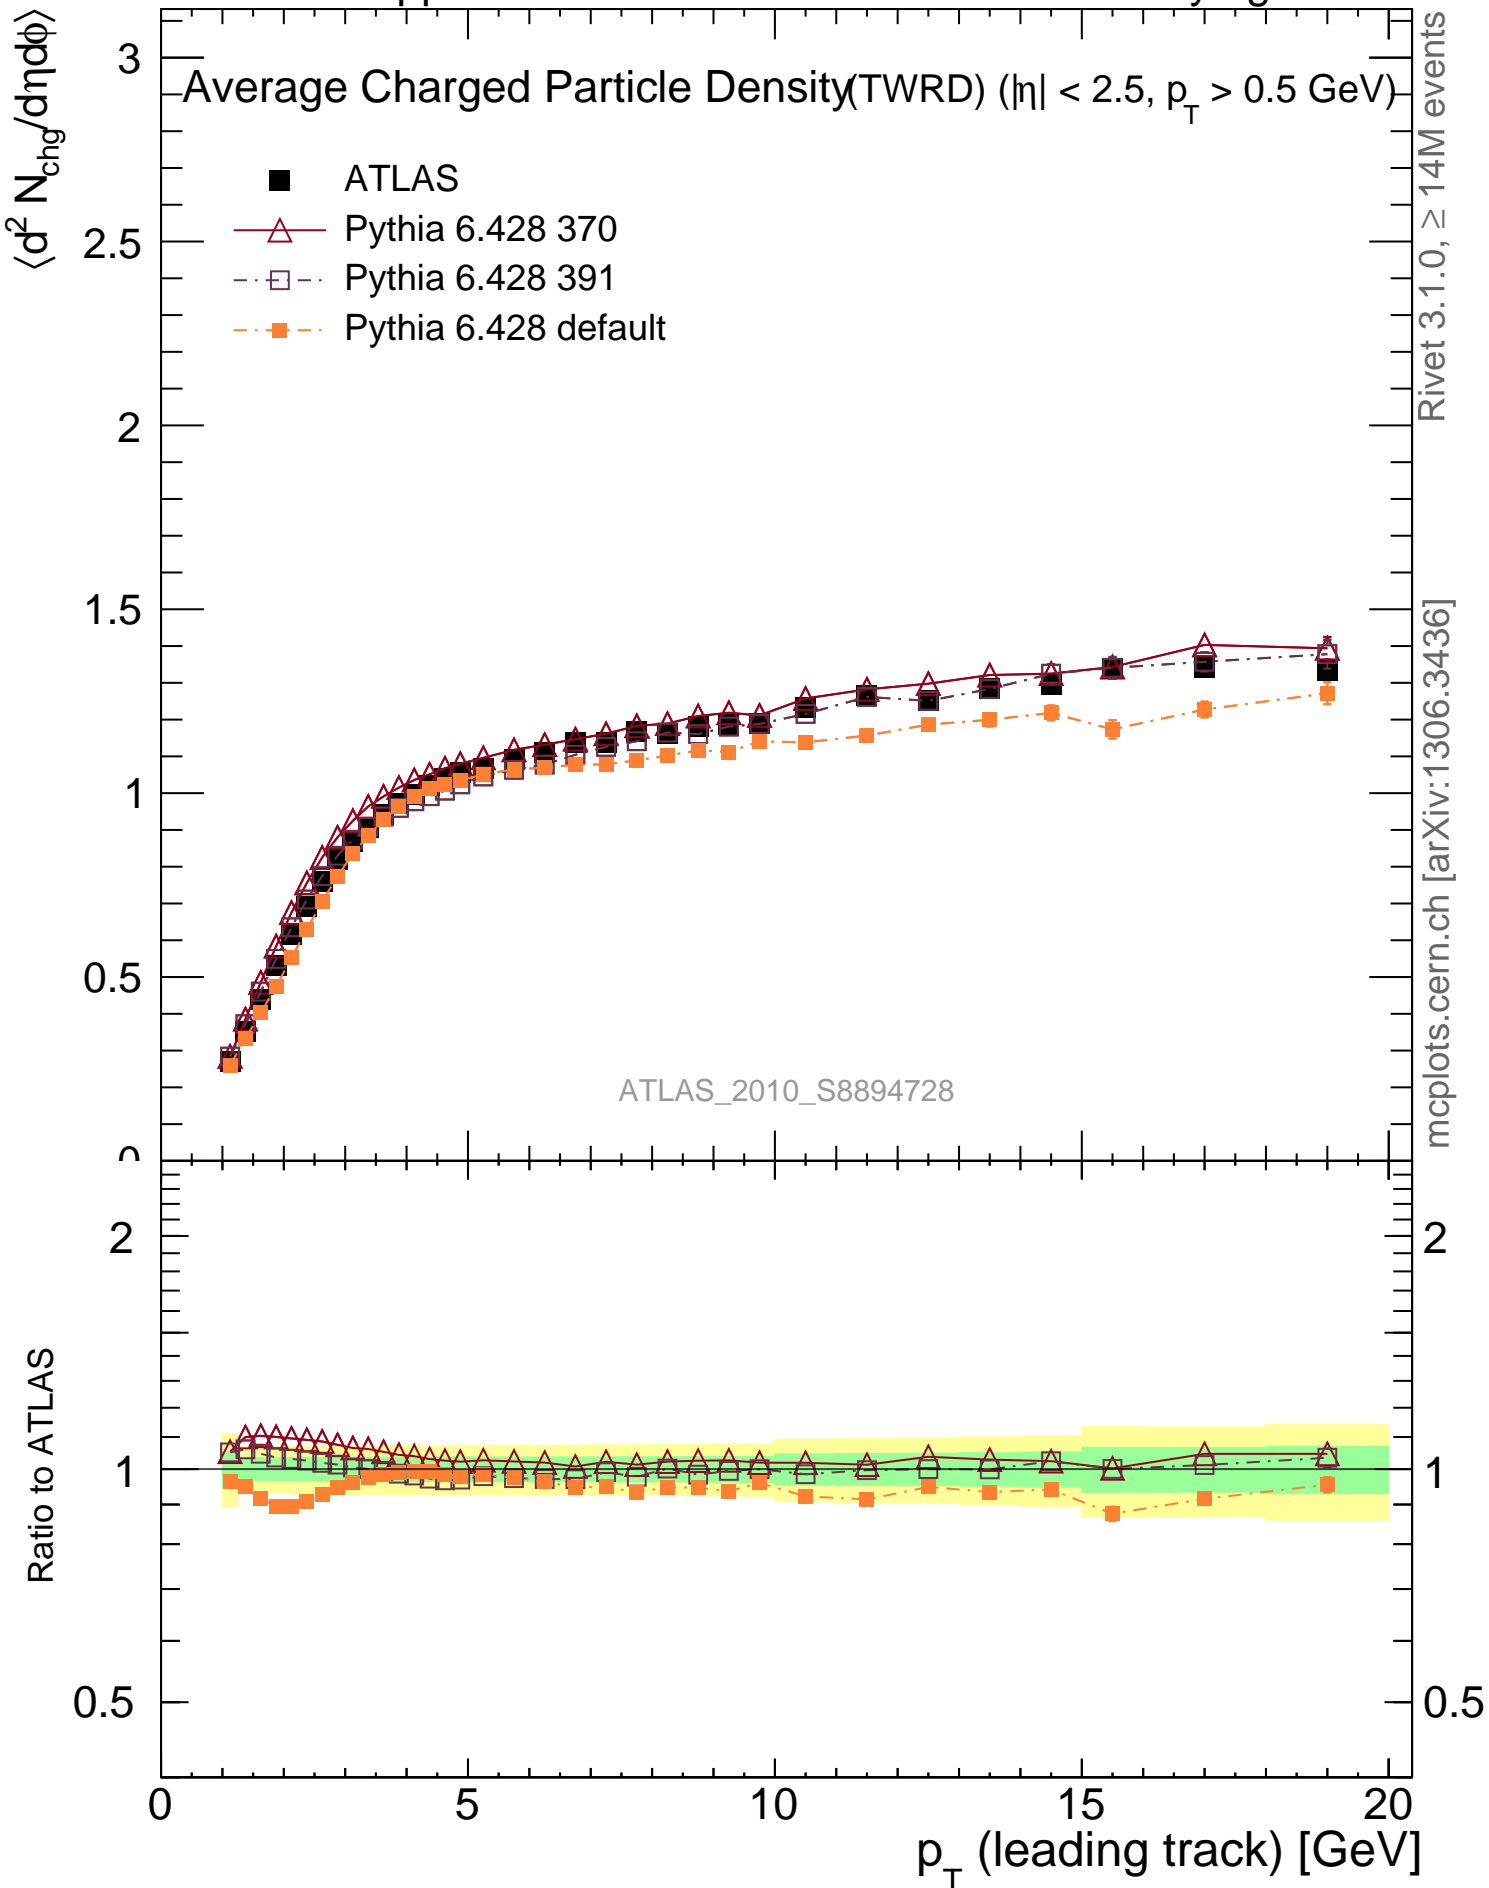 Average Charged Particle Density(TWRD) (|η| < 2.5, p_T > 0.5 GeV)
⟨d² N_chg/dηdϕ⟩
ATLAS
Pythia 6.428 370
Pythia 6.428 391
Pythia 6.428 default
3
2.5
2
1.5
1
0.5
ATLAS_2010_S8894728
Rivet 3.1.0, ≥ 14M events
mcplots.cern.ch [arXiv:1306.3436]
Ratio to ATLAS
2
1
0.5
2
1
0.5
0 5 10 15 20
p_T (leading track) [GeV]